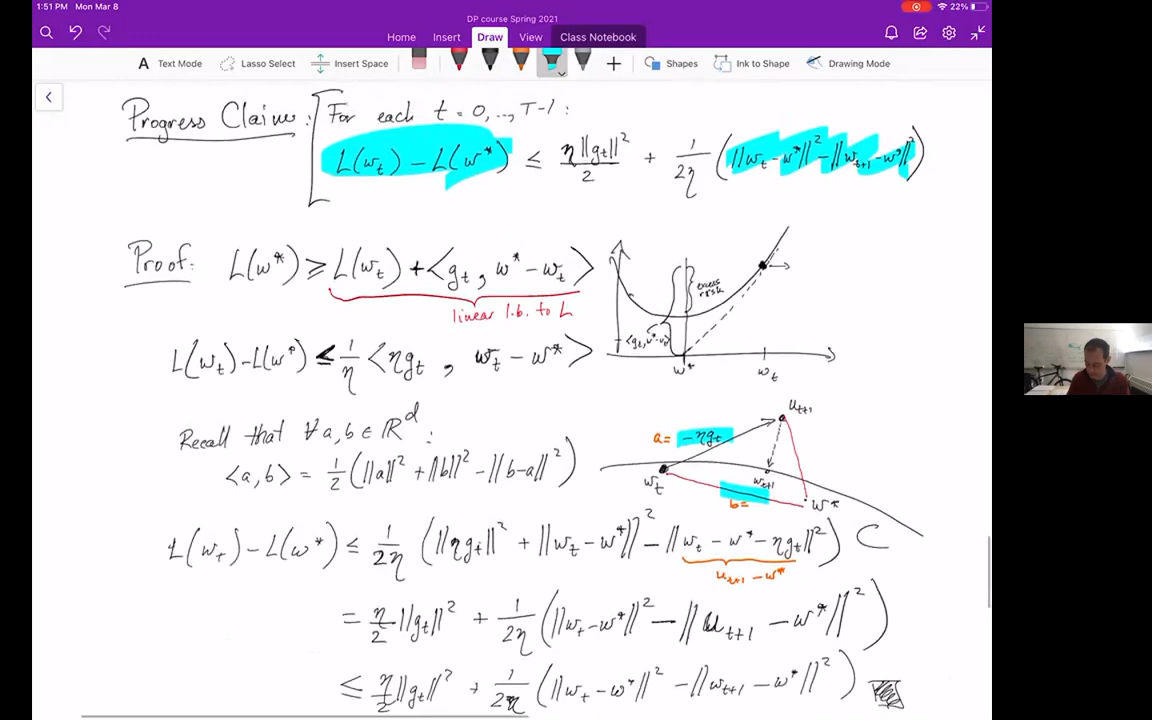 1:51 PM Mon Mar 8
22%
DP course Spring 2021
Home Insert Draw View Class Notebook
A Text Mode Lasso Select Insert Space + Shapes Ink to Shape Drawing Mode
Progress Claim: For each t = 0, .., T-1 :
L(w_t) - L(w*) ≤ η||g_t||²/2 + 1/2η (||w_t - w*||² - ||w_{t+1} - w*||²)
Proof: L(w*) ≥ L(w_t) + <g_t, w* - w_t>
linear l.b. to L
excess risk
w* w_t
L(w_t) - L(w*) ≤ 1/η <ηg_t, w_t - w*>
Recall that ∀ a, b ∈ ℝ^d :
<a, b> = 1/2 (||a||² + ||b||² - ||b-a||²)
u_{t+1}
a = -ηg_t
w_t w_{t+1}
b = w*
C
L(w_t) - L(w*) ≤ 1/2η (||ηg_t||² + ||w_t - w*||² - ||w_t - w* - ηg_t||²)
u_{t+1} - w*
= η/2 ||g_t||² + 1/2η (||w_t - w*||² - ||u_{t+1} - w*||²)
≤ η/2 ||g_t||² + 1/2η (||w_t - w*||² - ||w_{t+1} - w*||²)